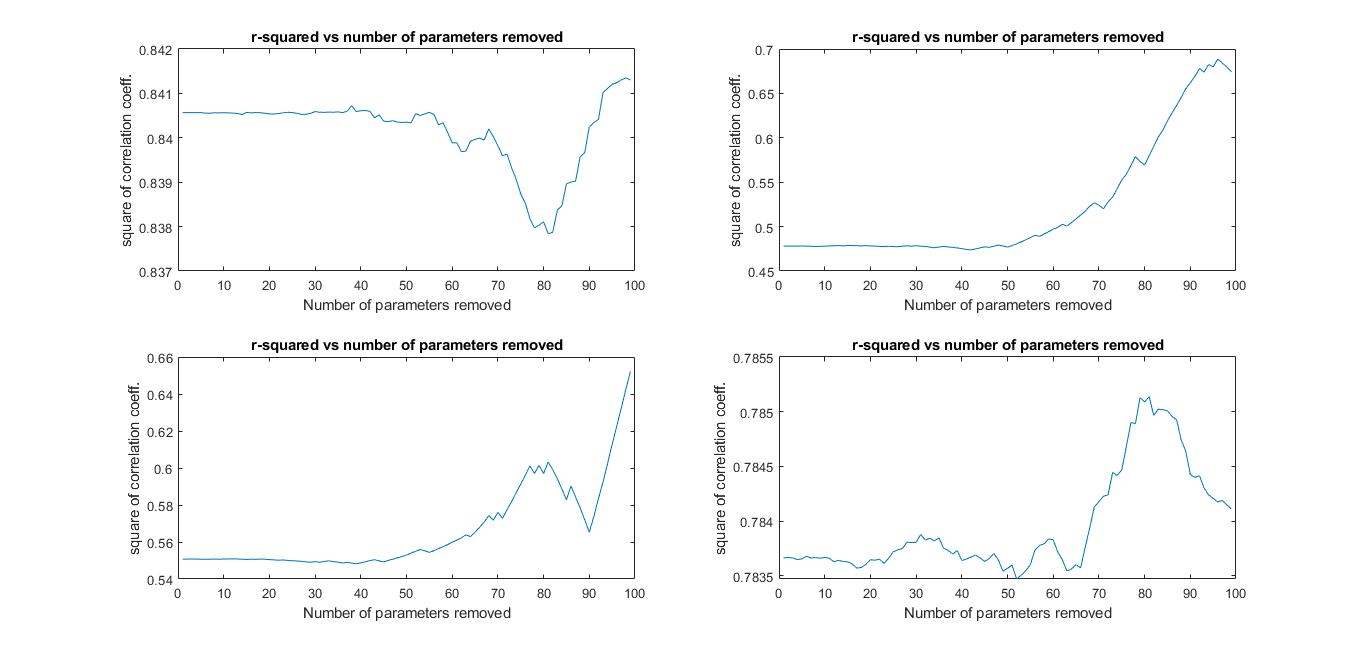 r-squared vs number of parameters removed
square of correlation coeff.
0.842
0.841
0.84
0.839
0.838
0.837
0 10 20 30 40 50 60 70 80 90 100
Number of parameters removed
r-squared vs number of parameters removed
square of correlation coeff.
0.7
0.65
0.6
0.55
0.5
0.45
0 10 20 30 40 50 60 70 80 90 100
Number of parameters removed
r-squared vs number of parameters removed
square of correlation coeff.
0.66
0.64
0.62
0.6
0.58
0.56
0.54
0 10 20 30 40 50 60 70 80 90 100
Number of parameters removed
r-squared vs number of parameters removed
square of correlation coeff.
0.7855
0.785
0.7845
0.784
0.7835
0 10 20 30 40 50 60 70 80 90 100
Number of parameters removed